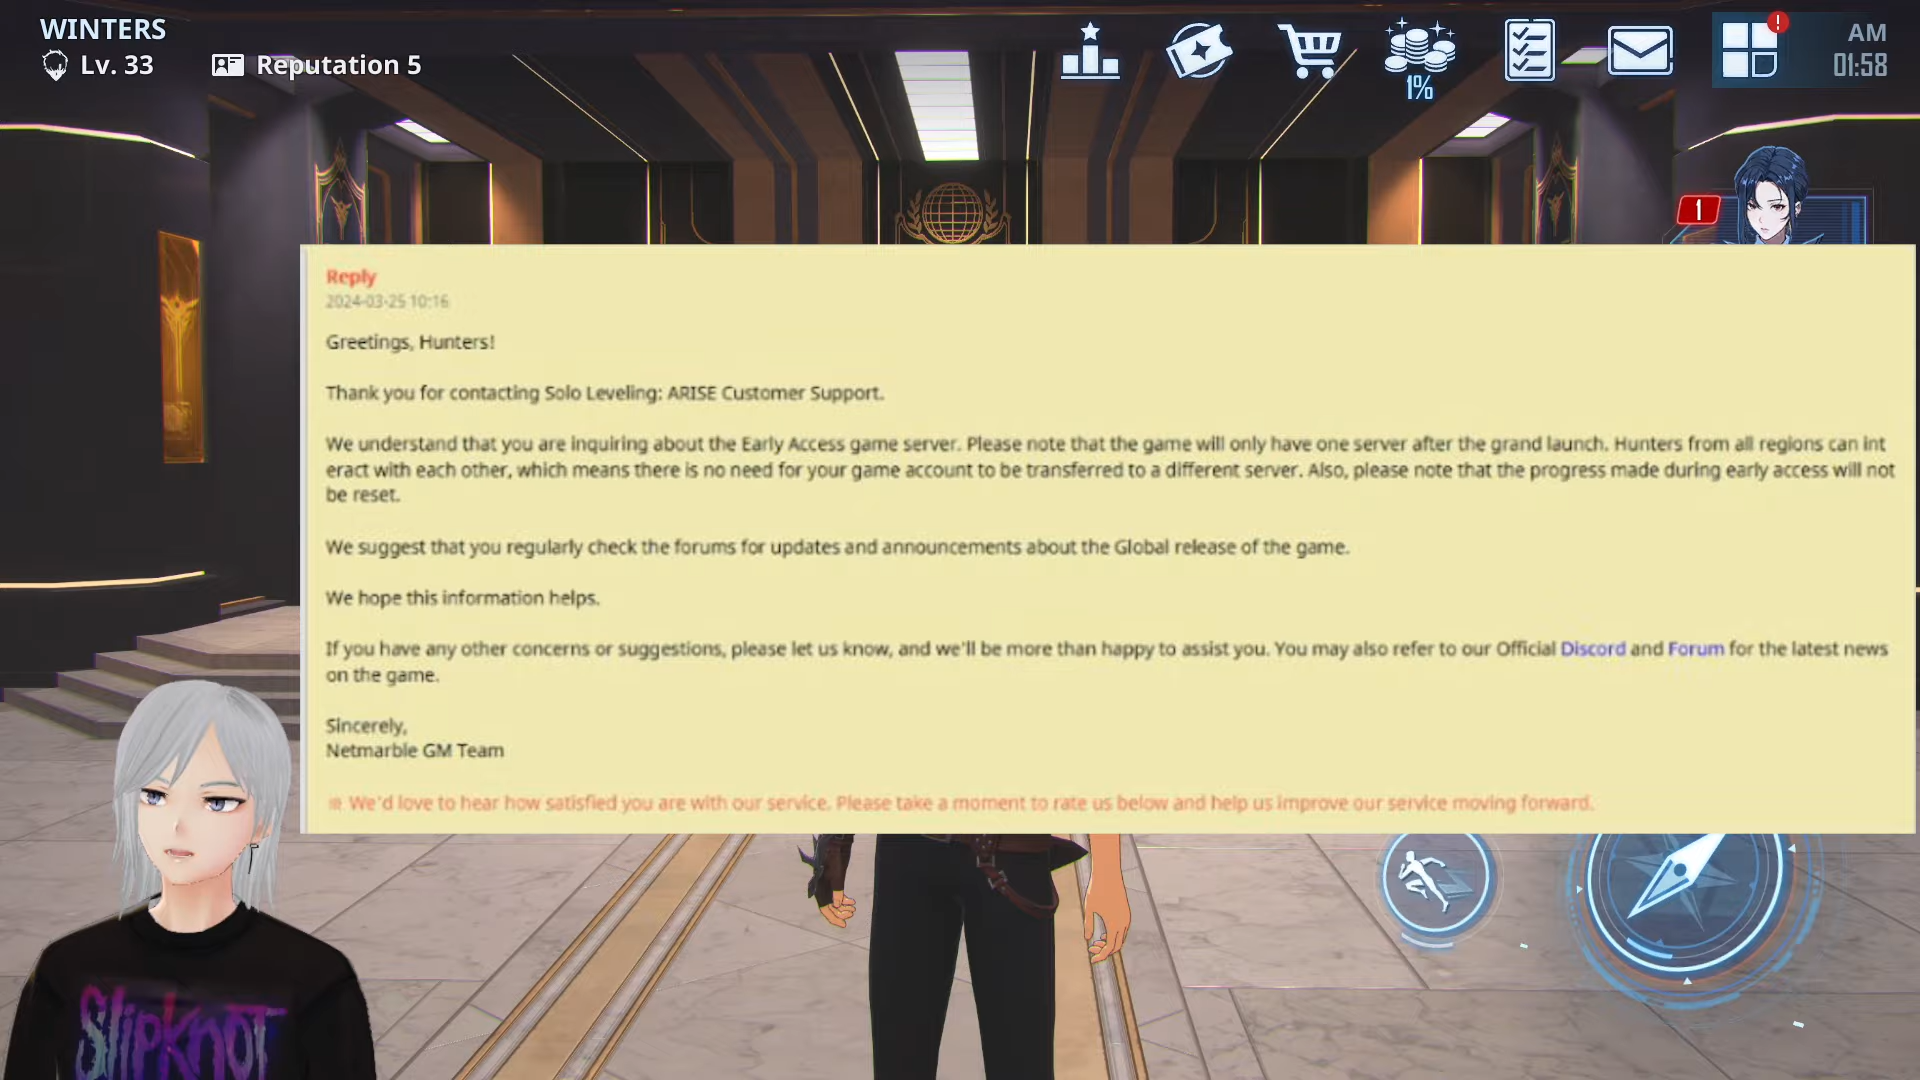 WINTERS
Lv. 33
Reputation 5
1%
!
AM
01:58
1
Reply
2024-03-25 10:16
Greetings, Hunters!
Thank you for contacting Solo Leveling: ARISE Customer Support.
We understand that you are inquiring about the Early Access game server. Please note that the game will only have one server after the grand launch. Hunters from all regions can int
eract with each other, which means there is no need for your game account to be transferred to a different server. Also, please note that the progress made during early access will not
be reset.
We suggest that you regularly check the forums for updates and announcements about the Global release of the game.
We hope this information helps.
If you have any other concerns or suggestions, please let us know, and we'll be more than happy to assist you. You may also refer to our Official Discord and Forum for the latest news
on the game.
Sincerely,
Netmarble GM Team
※ We'd love to hear how satisfied you are with our service. Please take a moment to rate us below and help us improve our service moving forward.
SlipKnoT